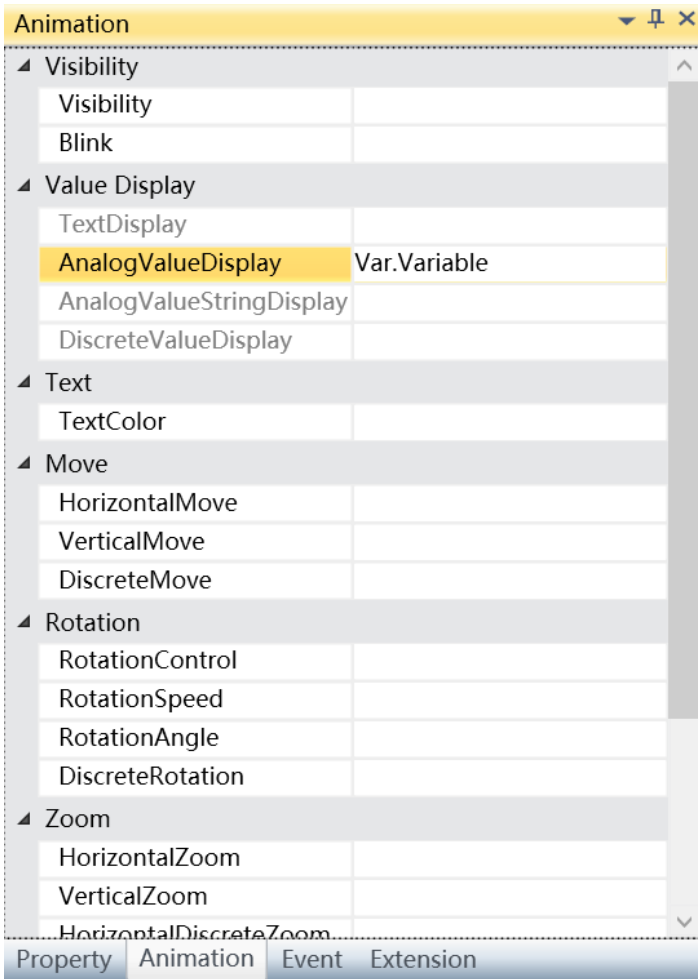 Animation
Visibility
Visibility
Blink
Value Display
TextDisplay
AnalogValueDisplay Var.Variable
AnalogValueStringDisplay
DiscreteValueDisplay
Text
TextColor
Move
HorizontalMove
VerticalMove
DiscreteMove
Rotation
RotationControl
RotationSpeed
RotationAngle
DiscreteRotation
Zoom
HorizontalZoom
VerticalZoom
HorizontalDiscreteZoom
Property Animation Event Extension